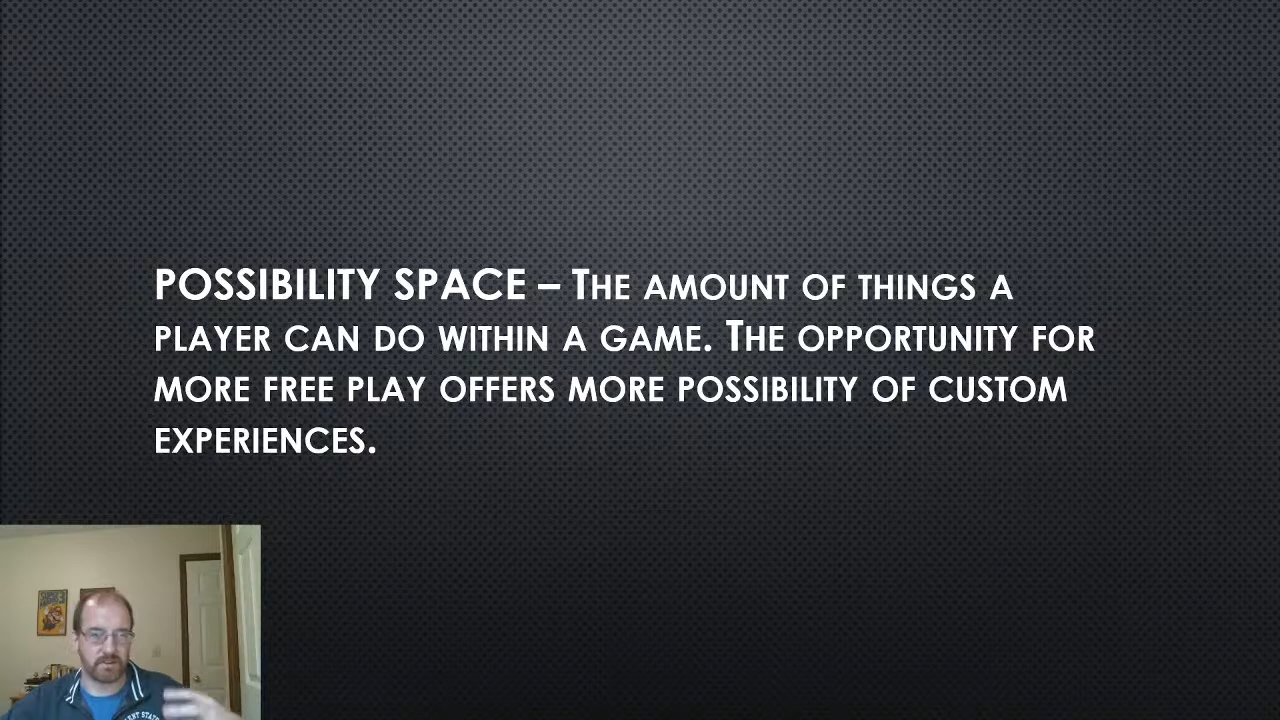 POSSIBILITY SPACE – THE AMOUNT OF THINGS A
PLAYER CAN DO WITHIN A GAME. THE OPPORTUNITY FOR
MORE FREE PLAY OFFERS MORE POSSIBILITY OF CUSTOM
EXPERIENCES.